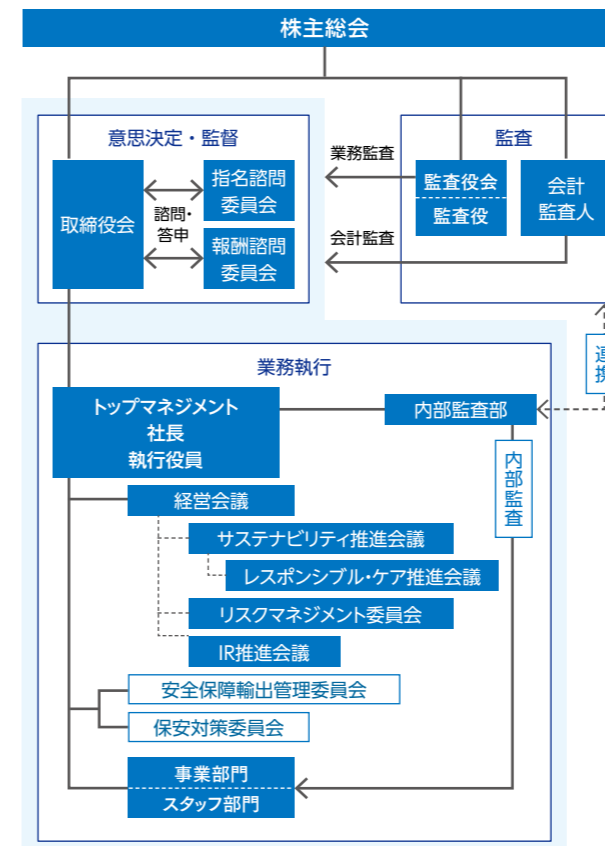 株主総会
意思決定・監督
取締役会
諮問・
答申
指名諮問
委員会
報酬諮問
委員会
業務監査
会計監査
監査
監査役会
監査役
会計
監査人
連
携
業務執行
トップマネジメント
社長
執行役員
内部監査部
内部監査
経営会議
サステナビリティ推進会議
レスポンシブル・ケア推進会議
リスクマネジメント委員会
IR推進会議
安全保障輸出管理委員会
保安対策委員会
事業部門
スタッフ部門